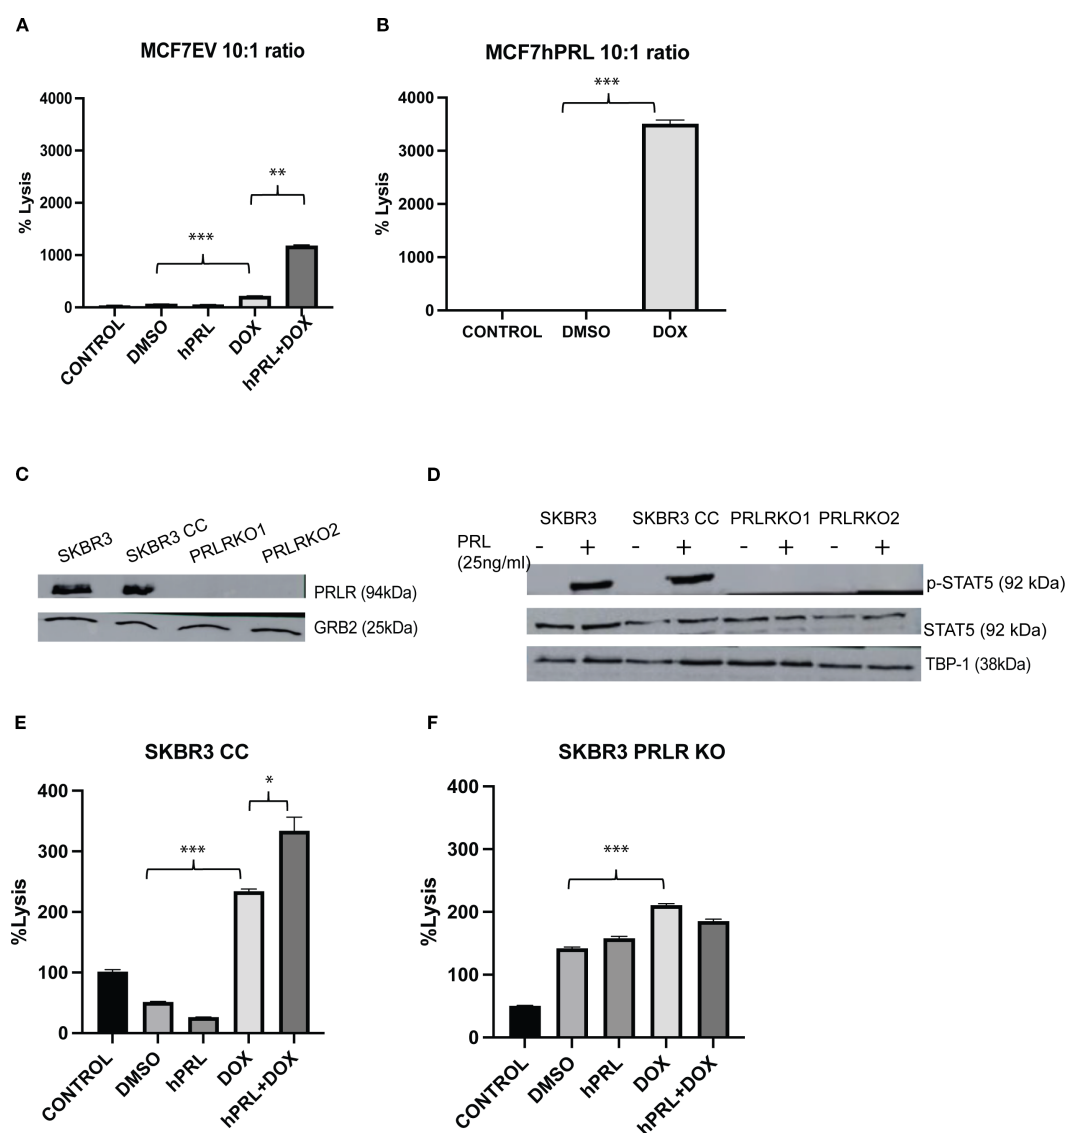 A
MCF7EV 10:1 ratio
% Lysis
4000
3000
2000
1000
0
***
**
CONTROL
DMSO
hPRL
DOX
hPRL+DOX
B
MCF7hPRL 10:1 ratio
% Lysis
4000
3000
2000
1000
0
***
CONTROL DMSO DOX
C
SKBR3 SKBR3 CC PRLRKO1 PRLRKO2
PRLR (94kDa)
GRB2 (25kDa)
D
SKBR3 SKBR3 CC PRLRKO1 PRLRKO2
PRL - + - + - + - +
(25ng/ml)
p-STAT5 (92 kDa)
STAT5 (92 kDa)
TBP-1 (38kDa)
E
SKBR3 CC
%Lysis
400
300
200
100
0
***
*
CONTROL
DMSO
hPRL
DOX
hPRL+DOX
F
SKBR3 PRLR KO
%Lysis
400
300
200
100
0
***
CONTROL
DMSO
hPRL
DOX
hPRL+DOX